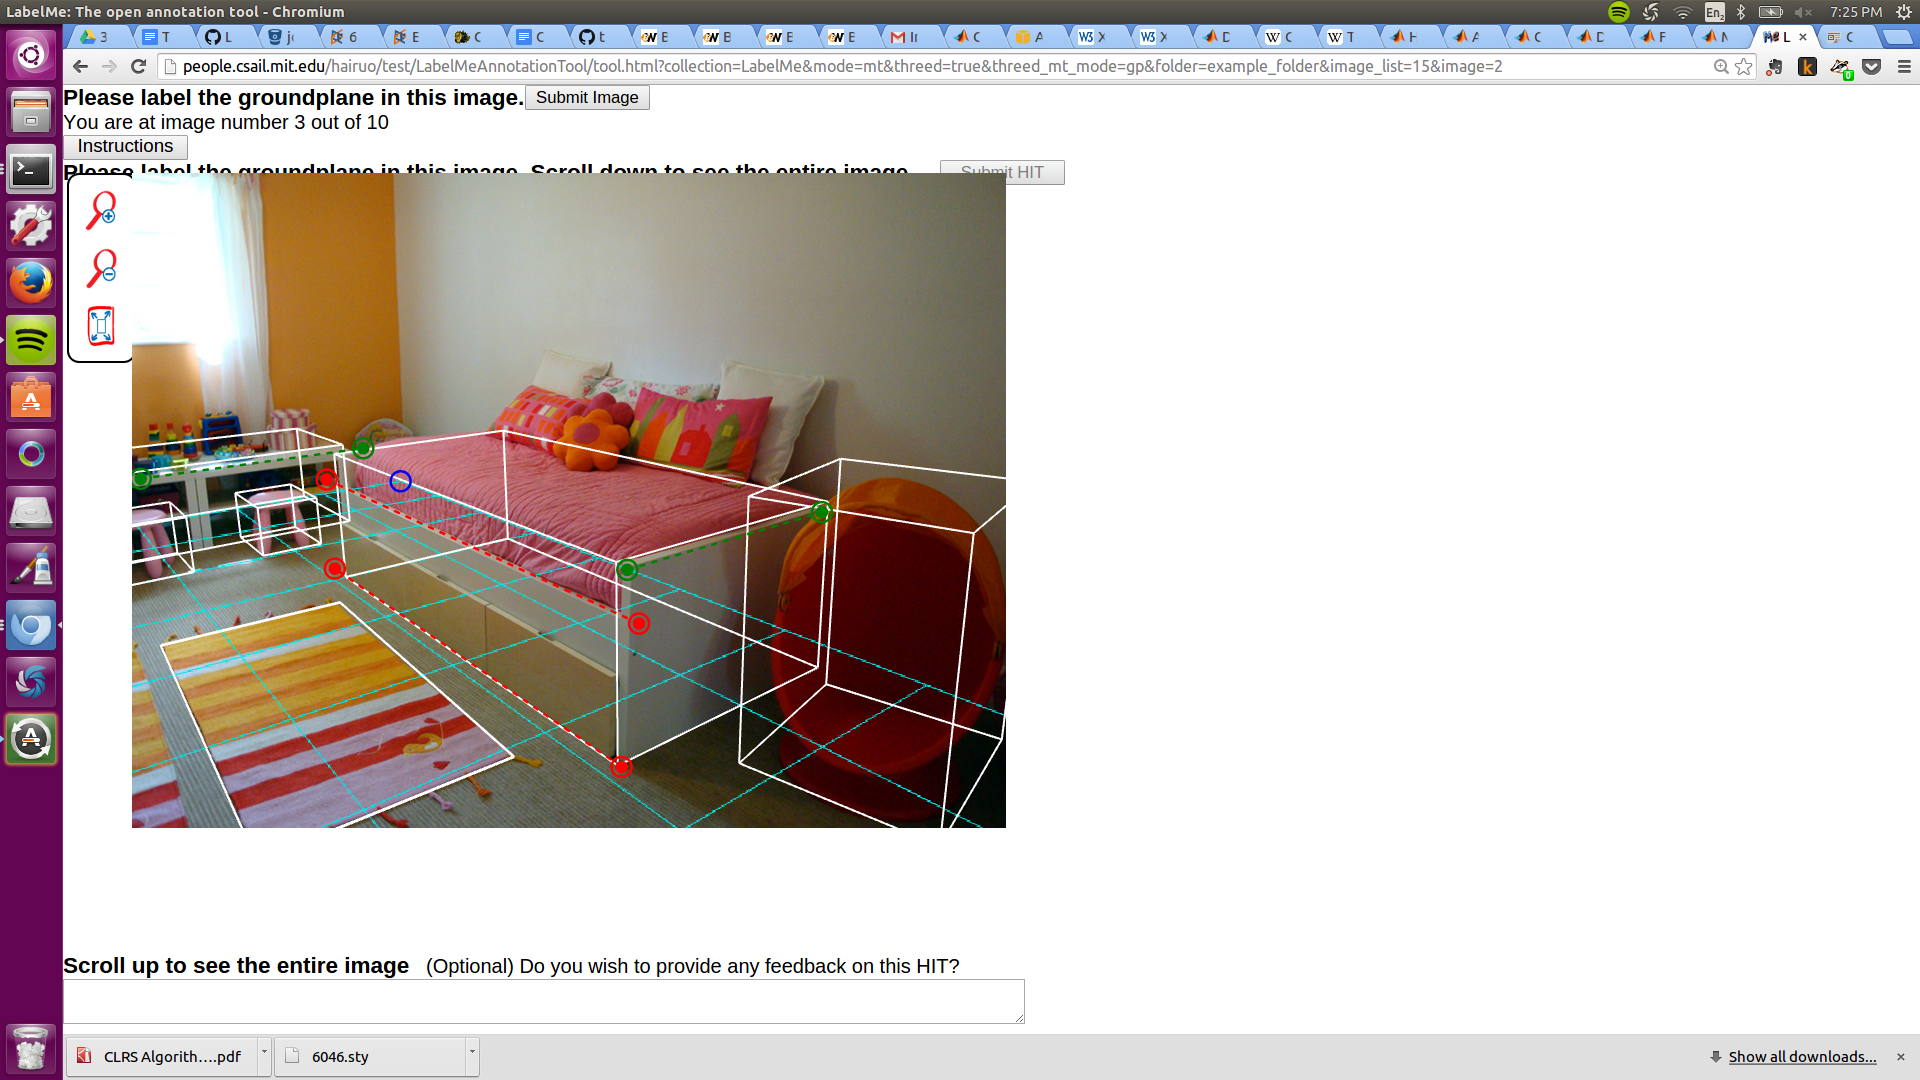 LabelMe: The open annotation tool - Chromium
En2
7:25 PM
3 T L j( 6 E C C t E B E E Ir C A X X D C T H A C D F N L C
people.csail.mit.edu/hairuo/test/LabelMeAnnotationTool/tool.html?collection=LabelMe&mode=mt&threed=true&threed_mt_mode=gp&folder=example_folder&image_list=15&image=2
Please label the groundplane in this image. Submit Image
You are at image number 3 out of 10
Instructions
Please label the groundplane in this image. Scroll down to see the entire image. Submit HIT
Scroll up to see the entire image (Optional) Do you wish to provide any feedback on this HIT?
CLRS Algorith....pdf
6046.sty
Show all downloads...